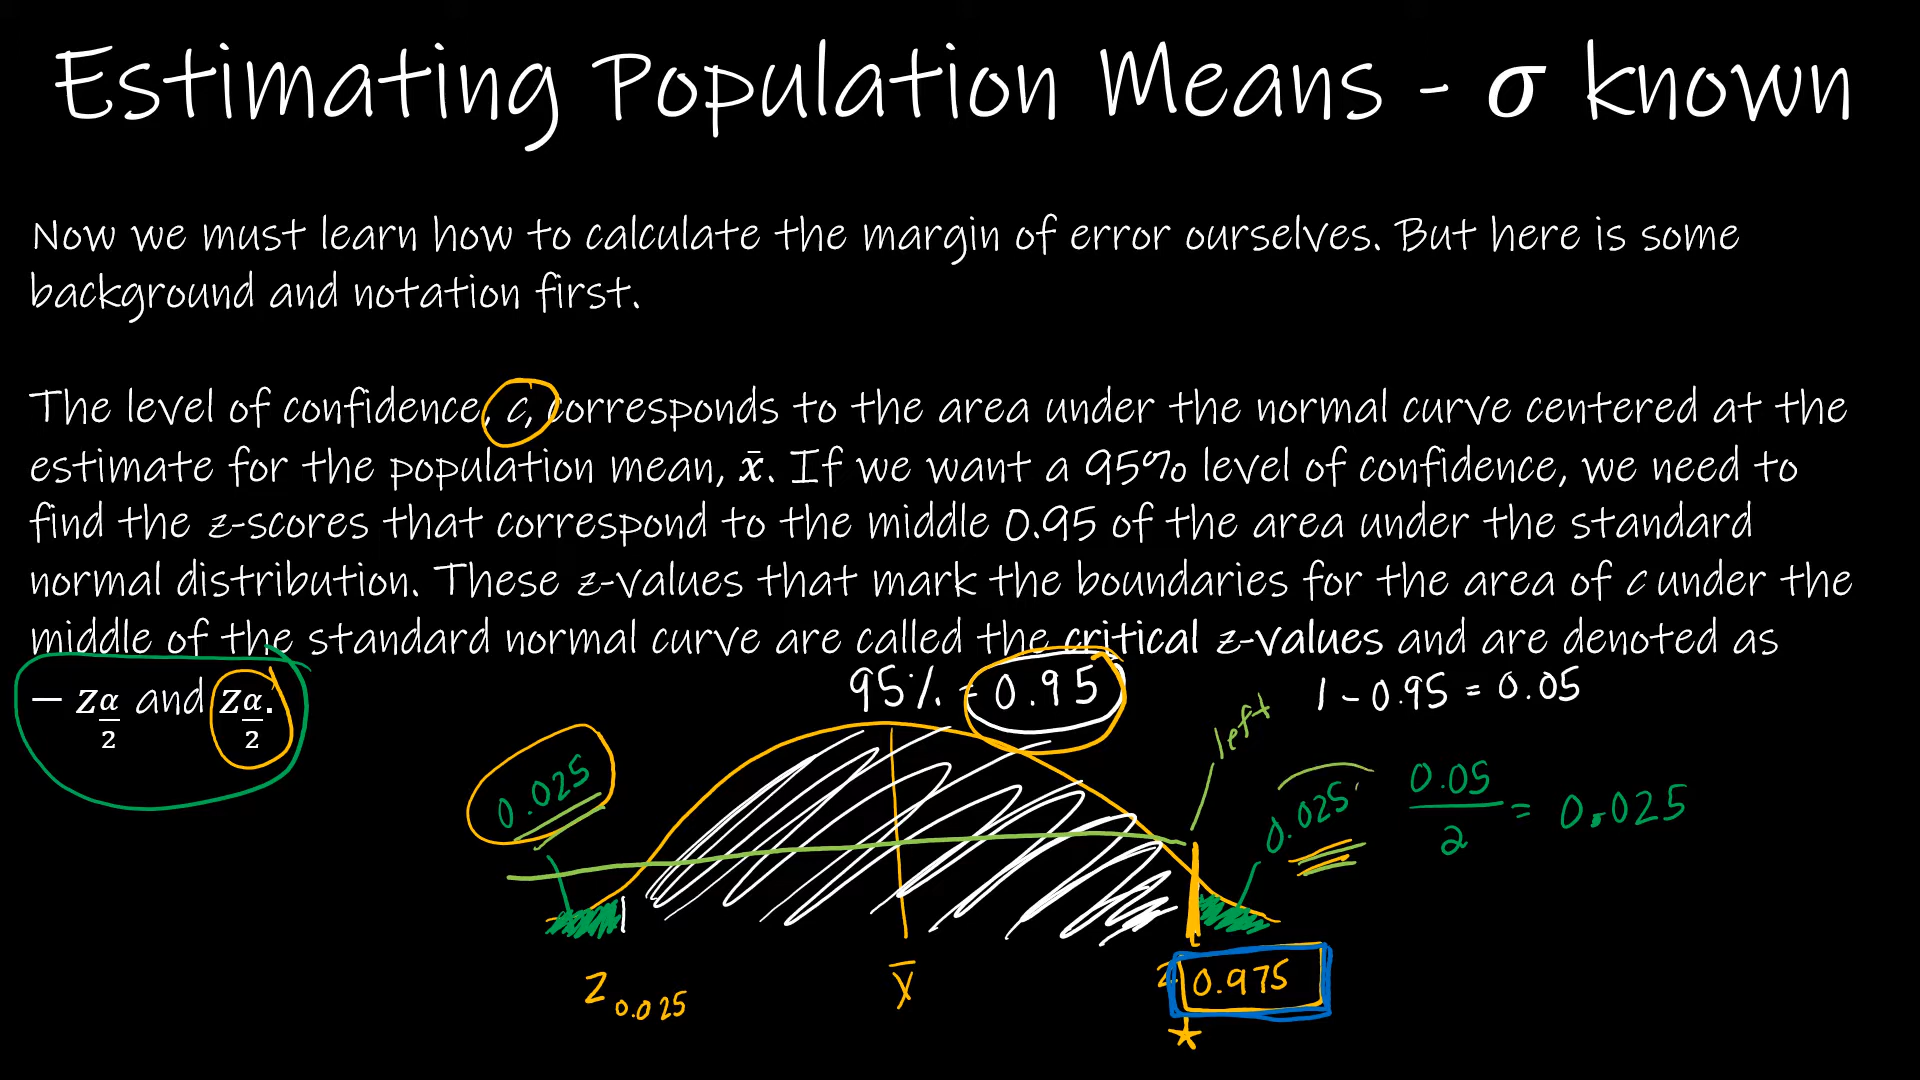 Estimating Population Means - σ known
Now we must learn how to calculate the margin of error ourselves. But here is some
background and notation first.
The level of confidence, c, corresponds to the area under the normal curve centered at the
estimate for the population mean, x̄. If we want a 95% level of confidence, we need to
find the z-scores that correspond to the middle 0.95 of the area under the standard
normal distribution. These z-values that mark the boundaries for the area of c under the
middle of the standard normal curve are called the critical z-values and are denoted as
− z_{α/2} and z_{α/2}.
95% = 0.95
1 - 0.95 = 0.05
left
0.025
0.025
0.05/2 = 0.025
z_{0.025}
x̄
z_{0.975}